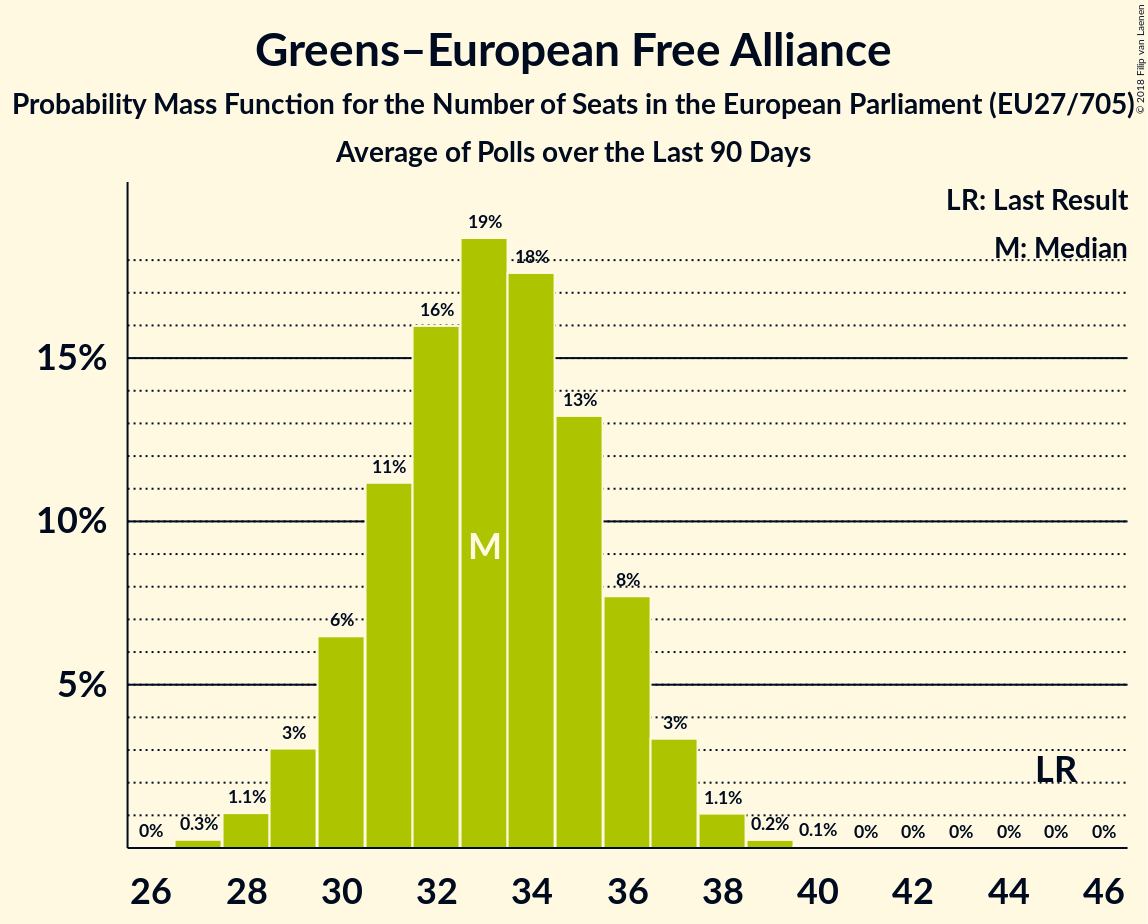 Greens–European Free Alliance
Probability Mass Function for the Number of Seats in the European Parliament (EU27/705)
Average of Polls over the Last 90 Days
© 2018 Filip van Laenen
LR: Last Result
M: Median
15%
10%
5%
0%
0.3%
1.1%
3%
6%
11%
16%
19%
18%
13%
8%
3%
1.1%
0.2%
0.1%
0%
0%
0%
0%
0%
0%
M
LR
26 28 30 32 34 36 38 40 42 44 46